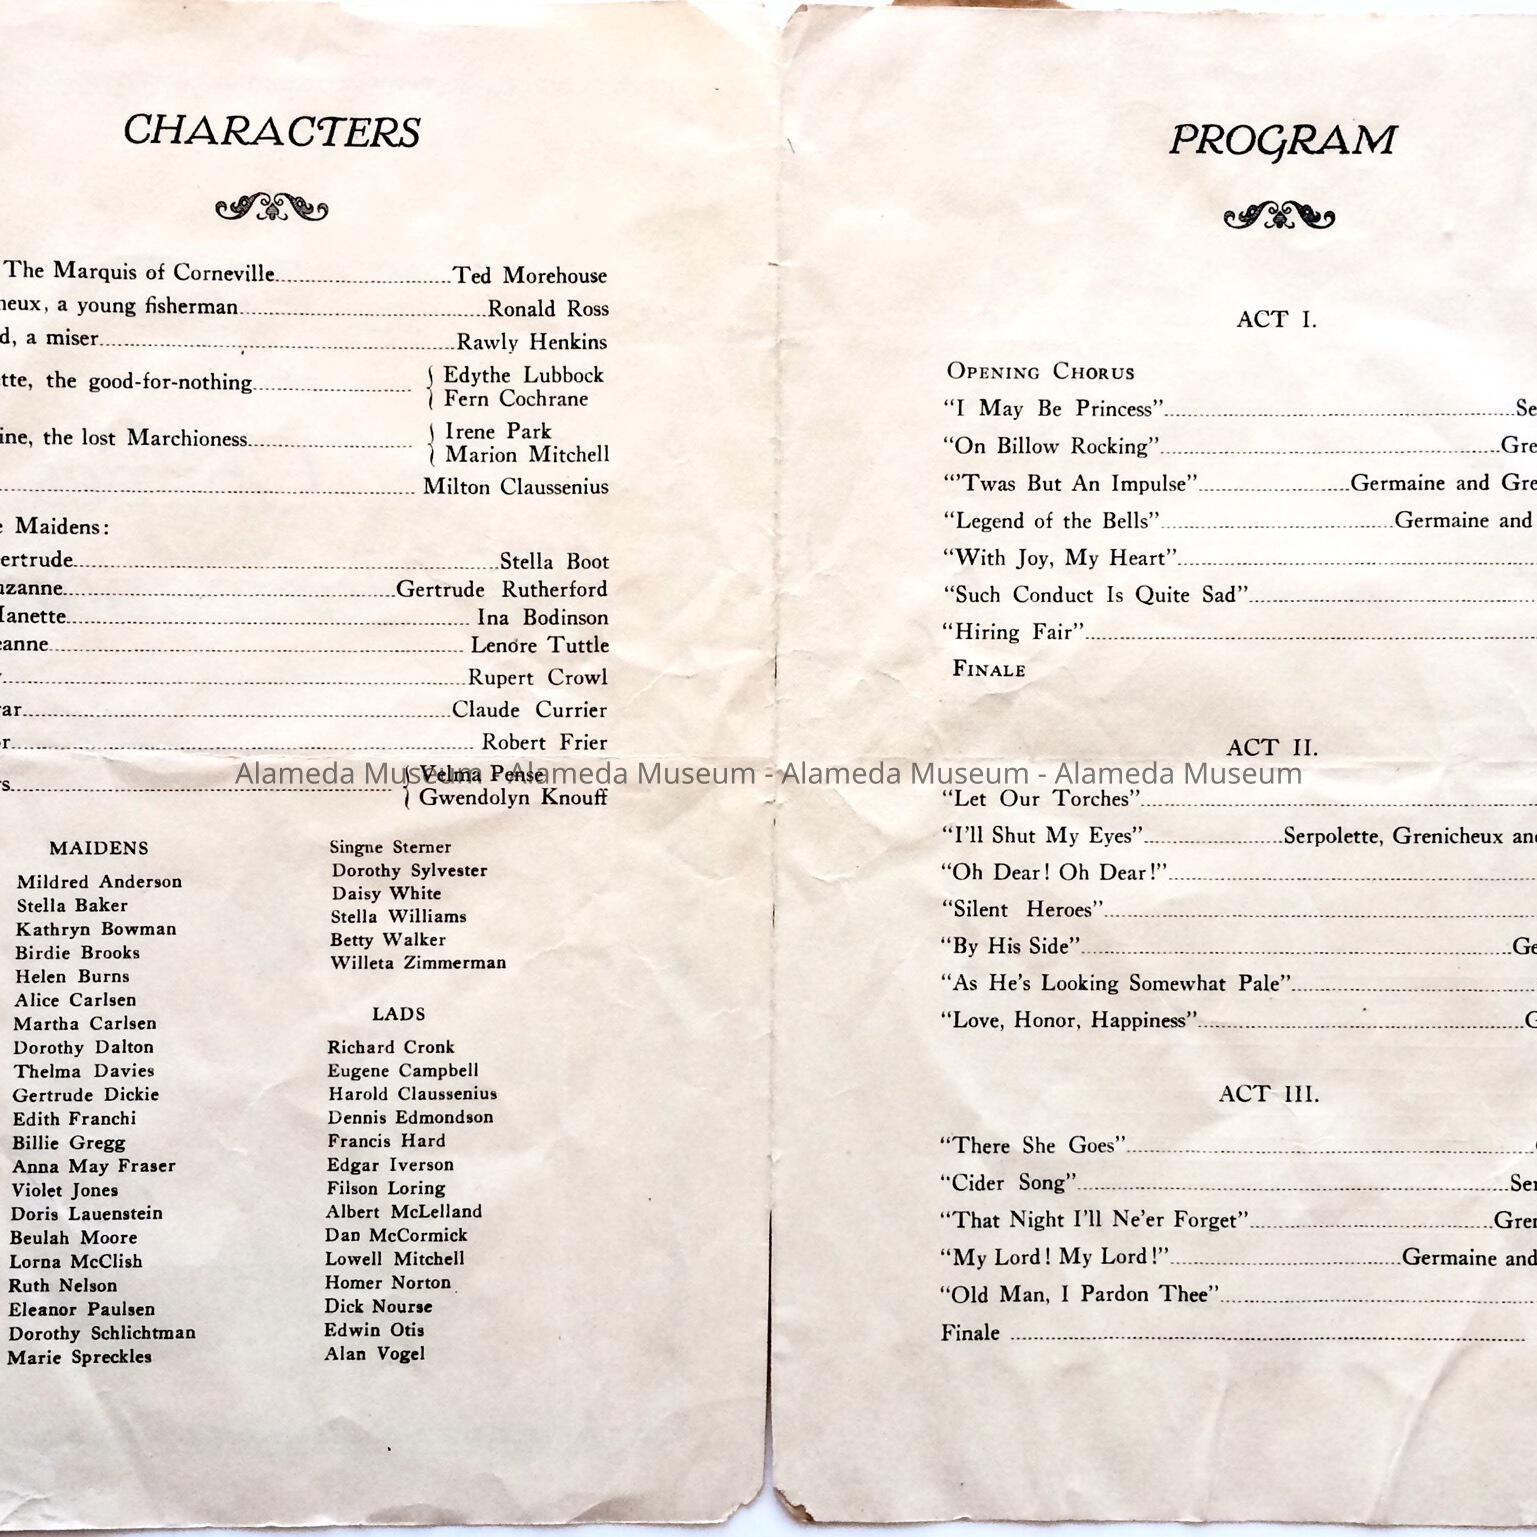 CHARACTERS
The Marquis of Corneville Ted Morehouse
heux, a young fisherman Ronald Ross
d, a miser Rawly Henkins
tte, the good-for-nothing Edythe Lubbock
Fern Cochrane
ine, the lost Marchioness Irene Park
Marion Mitchell
Milton Claussenius
e Maidens:
ertrude Stella Boot
uzanne Gertrude Rutherford
Manette Ina Bodinson
eanne Lenore Tuttle
Rupert Crowl
ar Claude Currier
r Robert Frier
Velma Pense
s Gwendolyn Knouff
MAIDENS
Mildred Anderson
Stella Baker
Kathryn Bowman
Birdie Brooks
Helen Burns
Alice Carlsen
Martha Carlsen
Dorothy Dalton
Thelma Davies
Gertrude Dickie
Edith Franchi
Billie Gregg
Anna May Fraser
Violet Jones
Doris Lauenstein
Beulah Moore
Lorna McClish
Ruth Nelson
Eleanor Paulsen
Dorothy Schlichtman
Marie Spreckles
Singne Sterner
Dorothy Sylvester
Daisy White
Stella Williams
Betty Walker
Willeta Zimmerman
LADS
Richard Cronk
Eugene Campbell
Harold Claussenius
Dennis Edmondson
Francis Hard
Edgar Iverson
Filson Loring
Albert McLelland
Dan McCormick
Lowell Mitchell
Homer Norton
Dick Nourse
Edwin Otis
Alan Vogel
PROGRAM
ACT I.
OPENING CHORUS
“I May Be Princess” Se
“On Billow Rocking” Gre
“’Twas But An Impulse” Germaine and Gre
“Legend of the Bells” Germaine and
“With Joy, My Heart”
“Such Conduct Is Quite Sad”
“Hiring Fair”
FINALE
ACT II.
“Let Our Torches”
“I’ll Shut My Eyes” Serpolette, Grenicheux and
“Oh Dear! Oh Dear!”
“Silent Heroes”
“By His Side” Ge
“As He’s Looking Somewhat Pale”
“Love, Honor, Happiness” G
ACT III.
“There She Goes”
“Cider Song” Ser
“That Night I’ll Ne’er Forget” Gren
“My Lord! My Lord!” Germaine and
“Old Man, I Pardon Thee”
Finale
Alameda Museum - Alameda Museum - Alameda Museum - Alameda Museum